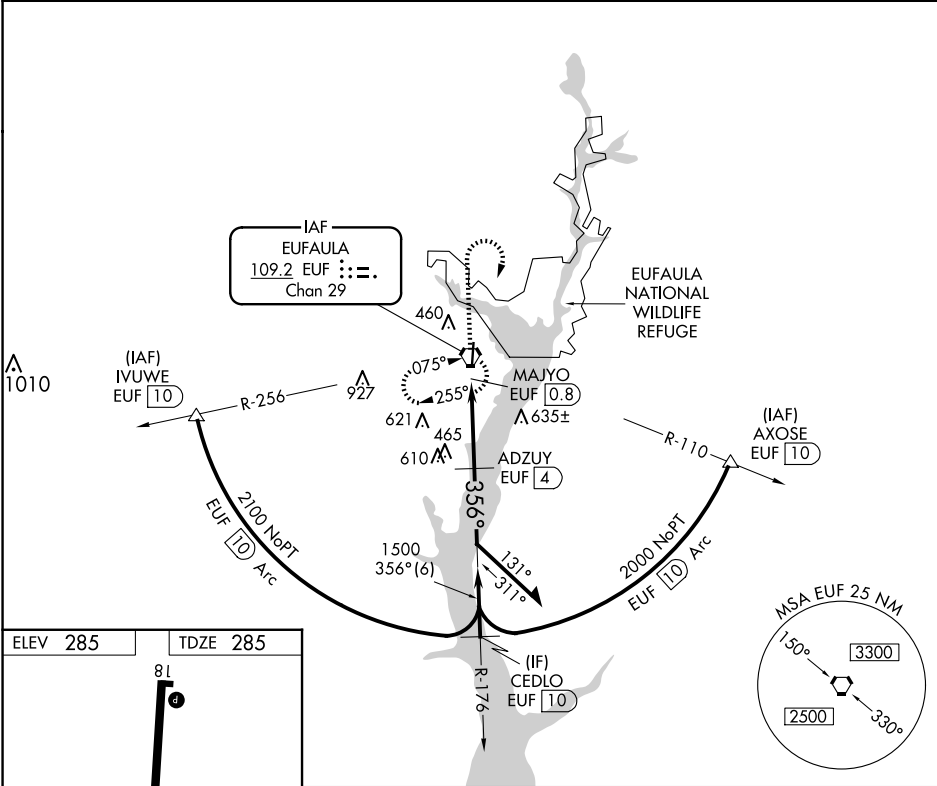 IAF
EUFAULA
109.2 EUF
Chan 29
EUFAULA
NATIONAL
WILDLIFE
REFUGE
460
1010
(IAF)
IVUWE
EUF 10
R-256
927
075°
255°
MAJYO
EUF 0.8
621
635±
465
610
ADZUY
EUF 4
R-110
(IAF)
AXOSE
EUF 10
356°
2100 NoPT
EUF 10 Arc
2000 NoPT
EUF 10 Arc
1500
356° (6)
131°
311°
(IF)
CEDLO
EUF 10
R-176
MSA EUF 25 NM
150°
3300
2500
330°
ELEV 285
TDZE 285
18
P